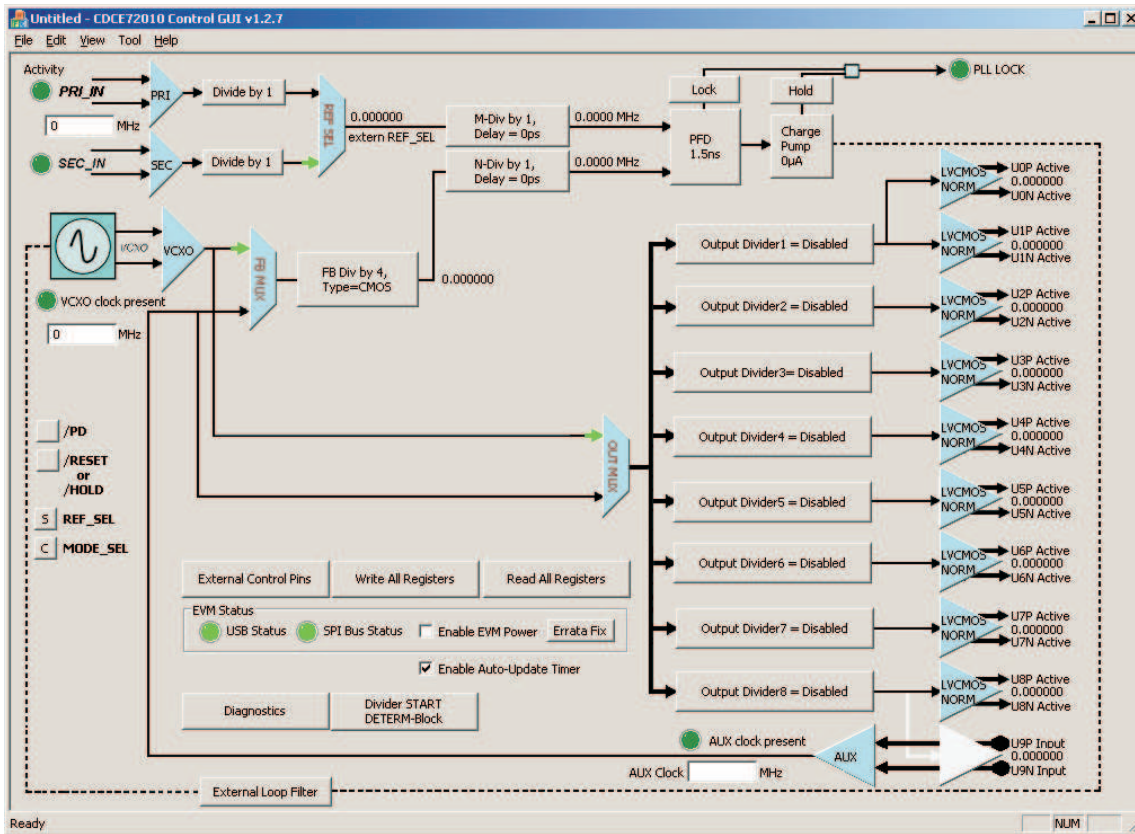 Untitled - CDCE72010 Control GUI v1.2.7
File Edit View Tool Help
Activity
PRI_IN
0 MHz
SEC_IN
PRI
SEC
Divide by 1
Divide by 1
REF SEL
0.000000
extern REF_SEL
M-Div by 1,
Delay = 0ps
N-Div by 1,
Delay = 0ps
0.0000 MHz
0.0000 MHz
Lock
Hold
PLL LOCK
PFD
1.5ns
Charge
Pump
0µA
VCXO
VCXO
VCXO clock present
0 MHz
FB MUX
FB Div by 4,
Type=CMOS
0.000000
OUT MUX
Output Divider1 = Disabled
Output Divider2 = Disabled
Output Divider3= Disabled
Output Divider4 = Disabled
Output Divider5 = Disabled
Output Divider6 = Disabled
Output Divider7 = Disabled
Output Divider8 = Disabled
LVCMOS
NORM
U0P Active
0.000000
U0N Active
LVCMOS
NORM
U1P Active
0.000000
U1N Active
LVCMOS
NORM
U2P Active
0.000000
U2N Active
LVCMOS
NORM
U3P Active
0.000000
U3N Active
LVCMOS
NORM
U4P Active
0.000000
U4N Active
LVCMOS
NORM
U5P Active
0.000000
U5N Active
LVCMOS
NORM
U6P Active
0.000000
U6N Active
LVCMOS
NORM
U7P Active
0.000000
U7N Active
LVCMOS
NORM
U8P Active
0.000000
U8N Active
U9P Input
0.000000
U9N Input
/PD
/RESET
or
/HOLD
S REF_SEL
C MODE_SEL
External Control Pins
Write All Registers
Read All Registers
EVM Status
USB Status
SPI Bus Status
Enable EVM Power
Errata Fix
Enable Auto-Update Timer
Diagnostics
Divider START
DETERM-Block
AUX clock present
AUX Clock MHz
AUX
External Loop Filter
Ready
NUM